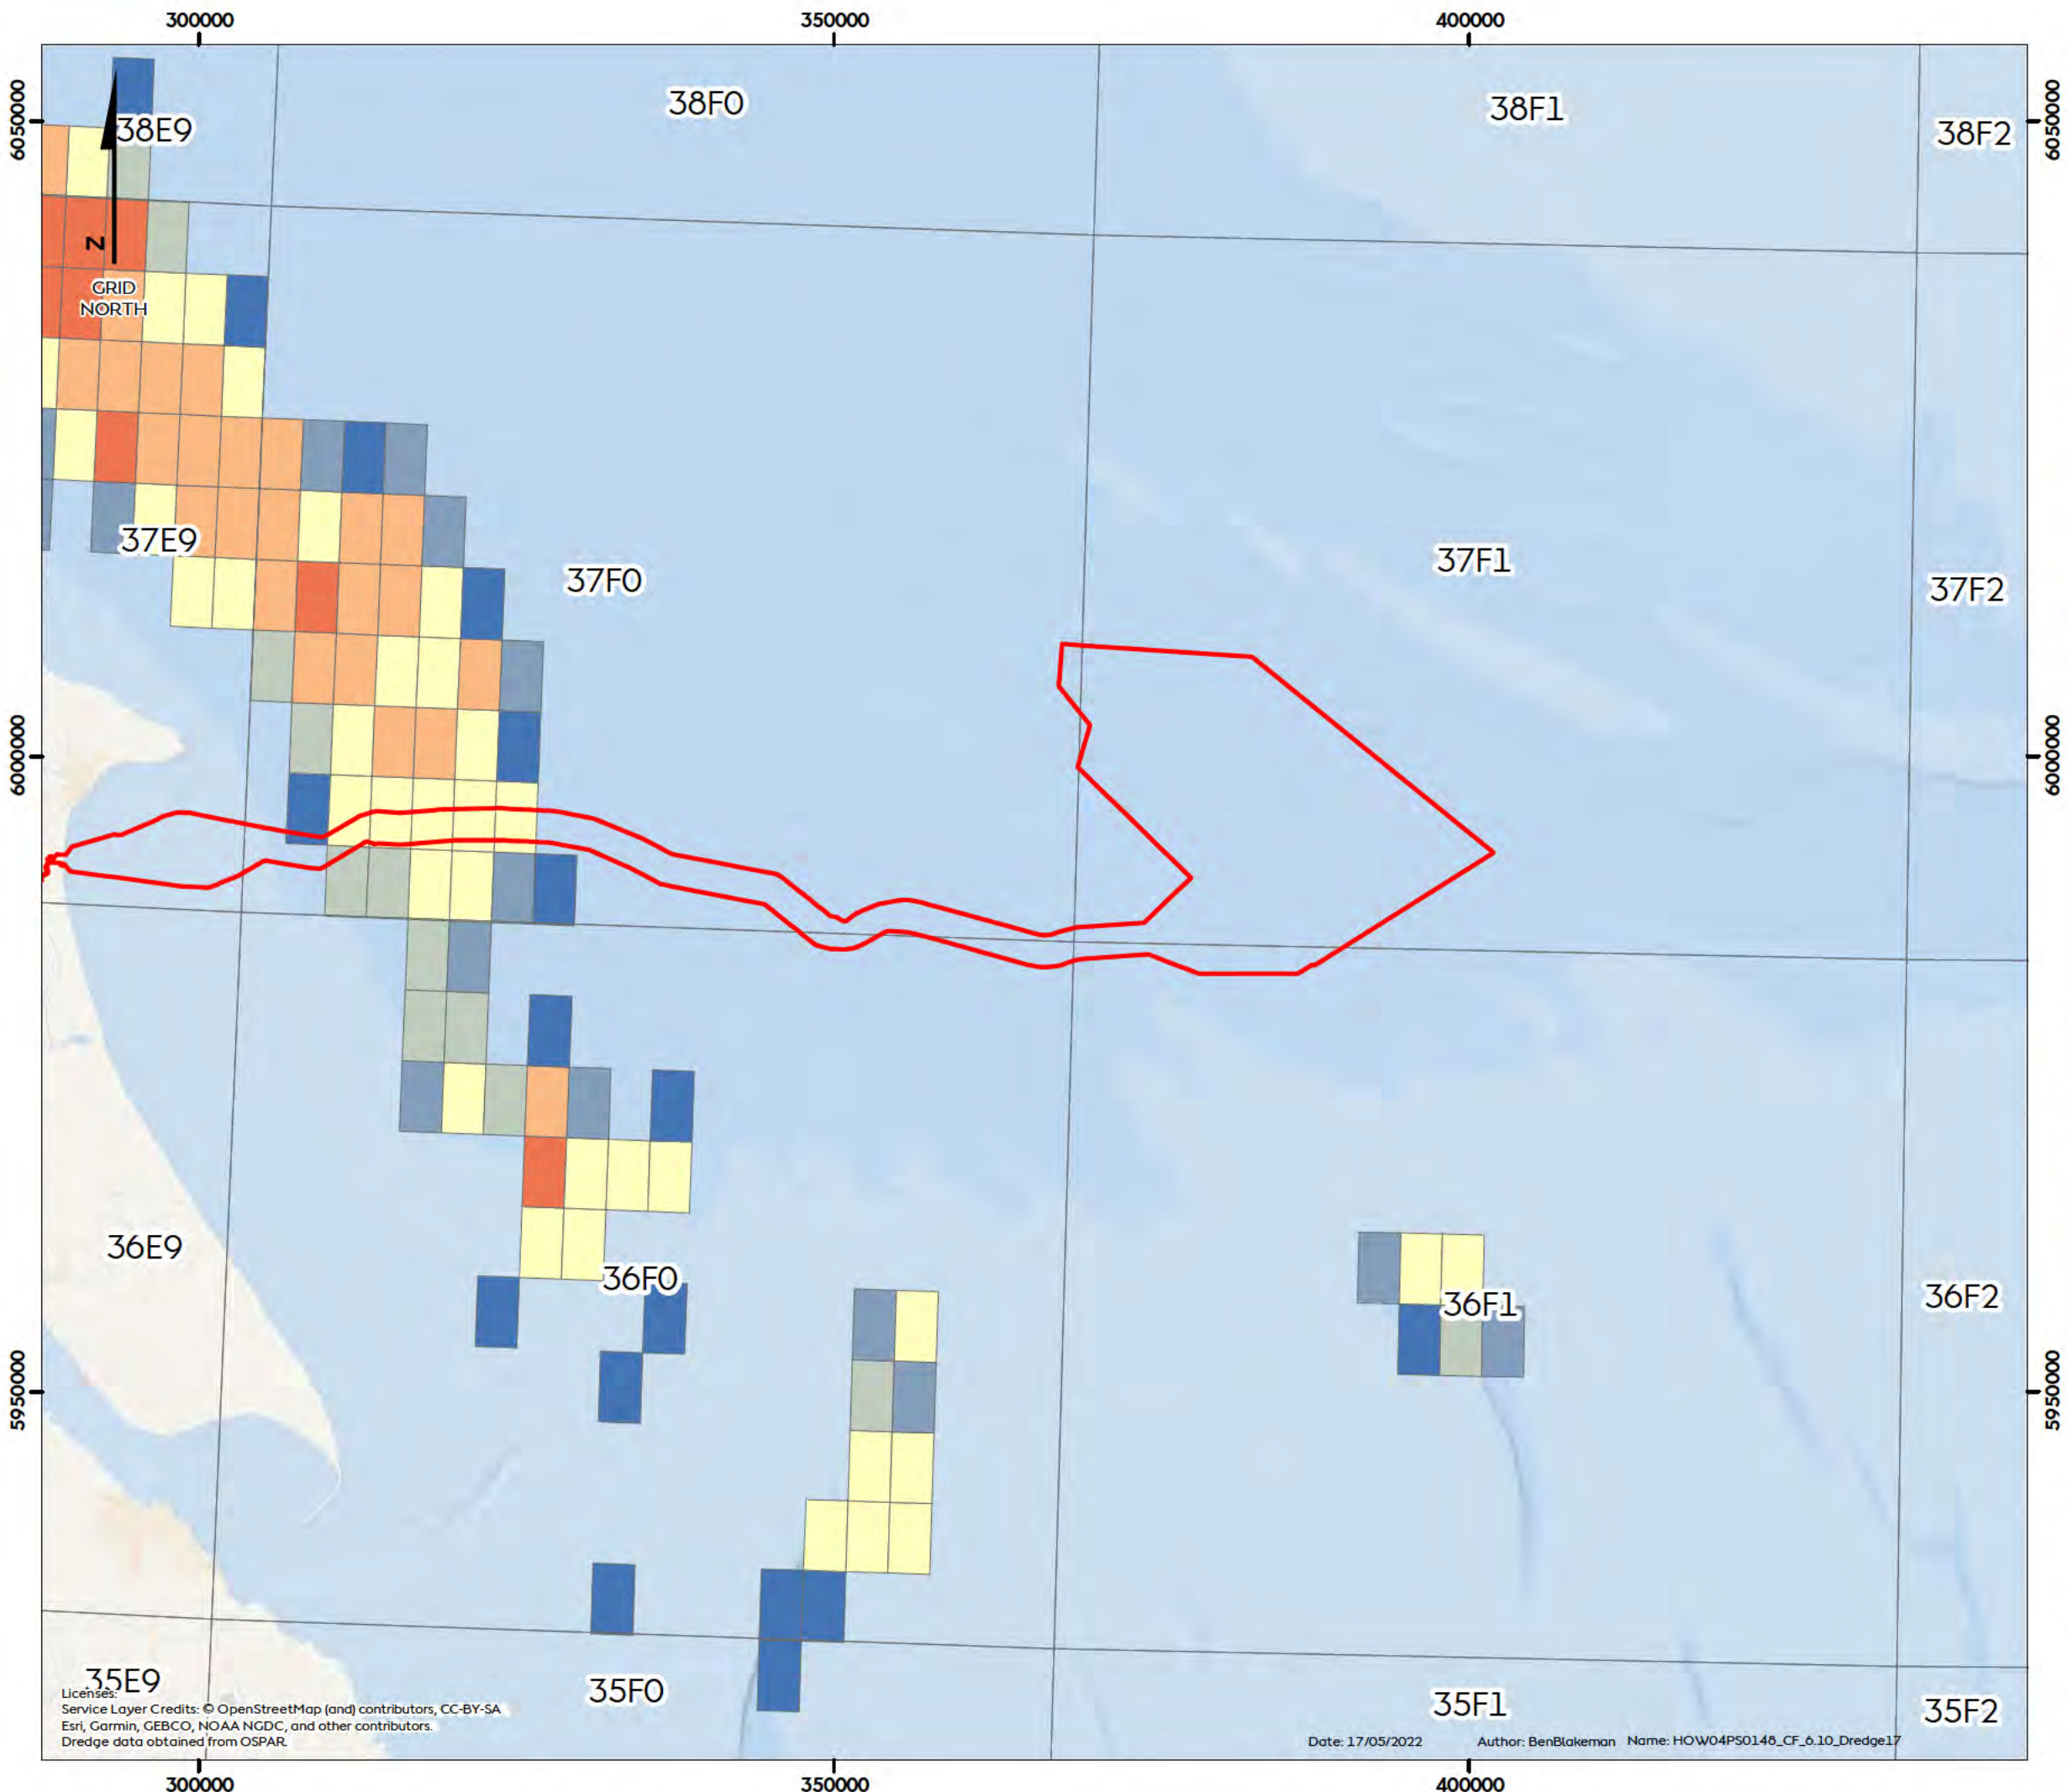 300000 350000 400000
6050000 6050000
38E9 38F0 38F1 38F2
N
GRID
NORTH
37E9 37F0 37F1 37F2
6000000 6000000
36E9 36F0 36F1 36F2
5950000 5950000
35E9 35F0 35F1 35F2
Licenses:
Service Layer Credits: © OpenStreetMap (and) contributors, CC-BY-SA
Esri, Garmin, GEBCO, NOAA NGDC, and other contributors.
Dredge data obtained from OSPAR.
Date: 17/05/2022 Author: BenBlakeman Name: HOW04PS0148_CF_6.10_Dredge17
300000 350000 400000